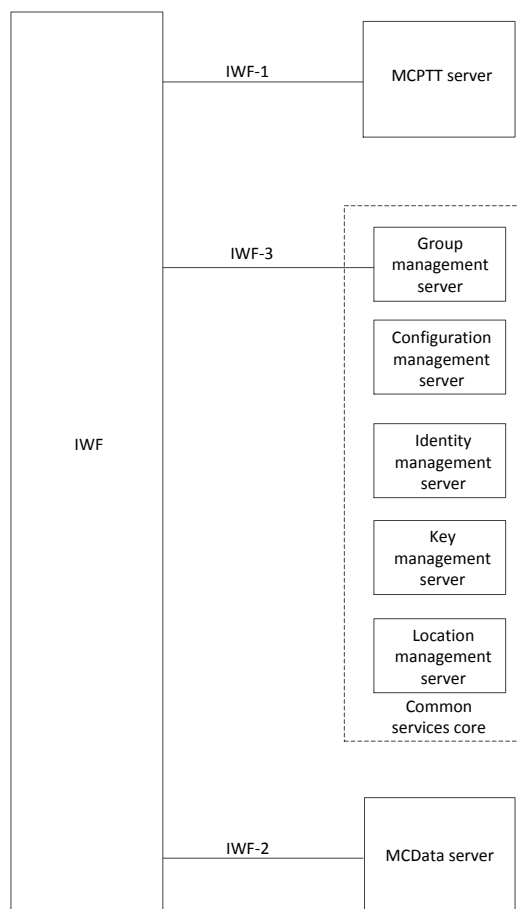 IWF-1
MCPTT server
IWF-3
Group
management
server
Configuration
management
server
IWF
Identity
management
server
Key
management
server
Location
management
server
Common
services core
IWF-2
MCData server